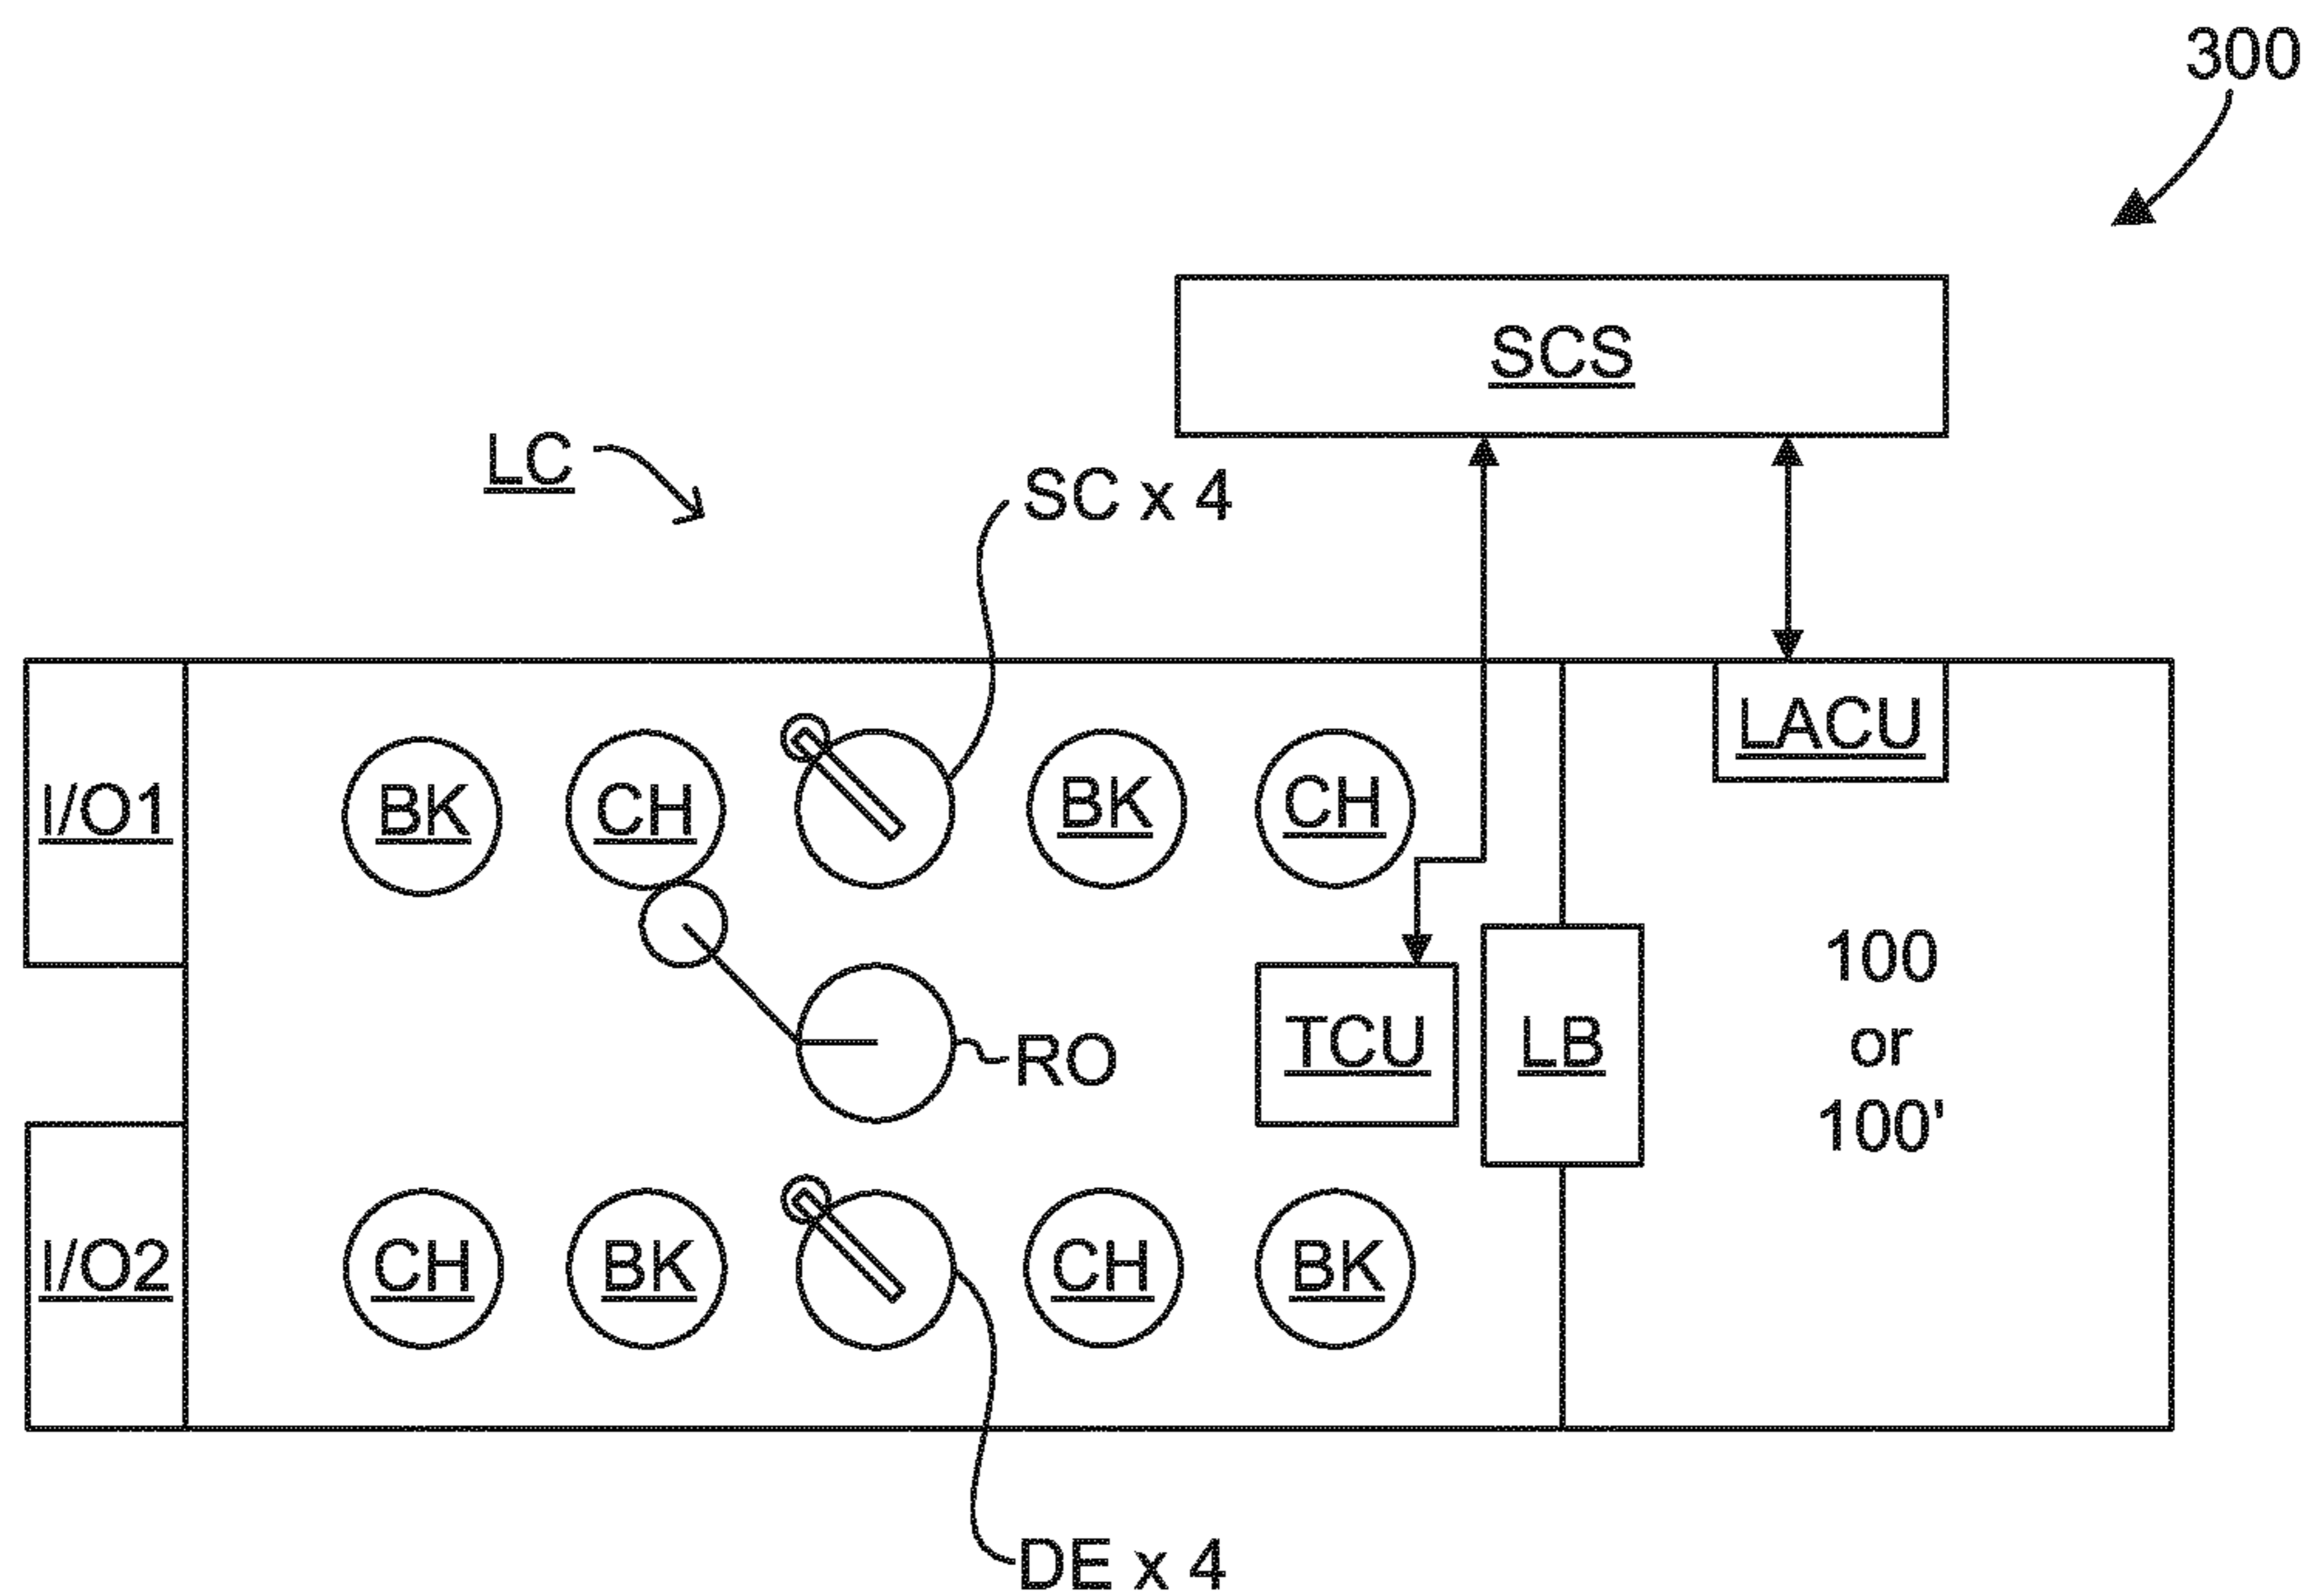 300
SCS
LC
SC x 4
LACU
I/O1
BK
CH
BK
CH
100
or
100'
TCU
LB
RO
I/O2
CH
BK
CH
BK
DE x 4